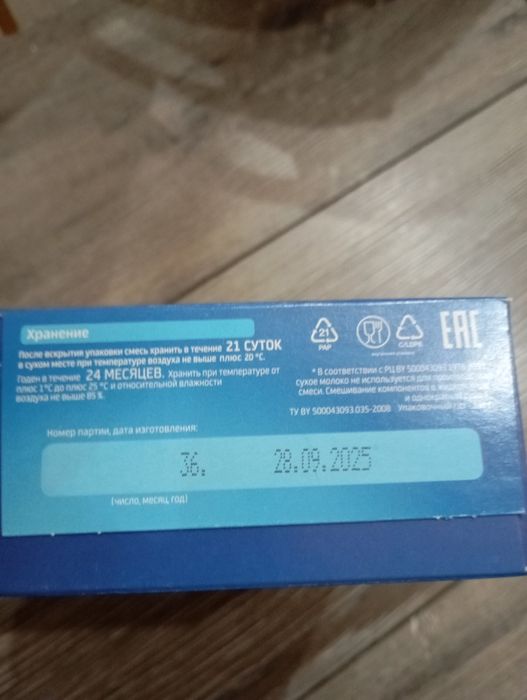 Хранение
После вскрытия упаковки смесь хранить в течение 21 СУТОК
в сухом месте при температуре воздуха не выше плюс 20 °С.
Годен в течение 24 МЕСЯЦЕВ. Хранить при температуре от
плюс 1 °С до плюс 25 °С и относительной влажности
воздуха не выше 85 %
21
PAP
C/LDPE
EAC
* В соответствии с РЦ BY 500043093
сухое молоко не используется для
смеси. Смешивание компонентов в
и
ТУ BY 500043093.035-2008 Упаковочный
Номер партии, дата изготовления:
36. 28.09.2025
(число, месяц, год)